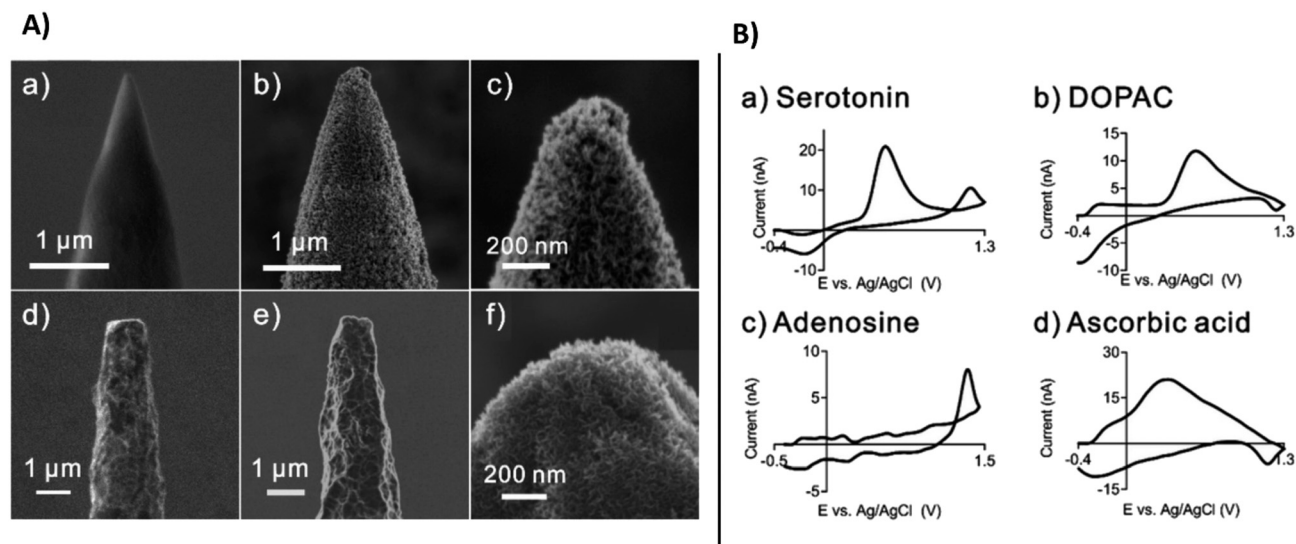 A)
a)
1 μm
b)
1 μm
c)
200 nm
d)
1 μm
e)
1 μm
f)
200 nm
B)
a) Serotonin
Current (nA)
20
10
-10
-0.4
1.3
E vs. Ag/AgCl (V)
b) DOPAC
Current (nA)
15
10
5
-5
-10
-0.4
1.3
E vs. Ag/AgCl (V)
c) Adenosine
Current (nA)
10
5
-5
-0.5
1.5
E vs. Ag/AgCl (V)
d) Ascorbic acid
Current (nA)
30
15
-15
-0.4
1.3
E vs. Ag/AgCl (V)